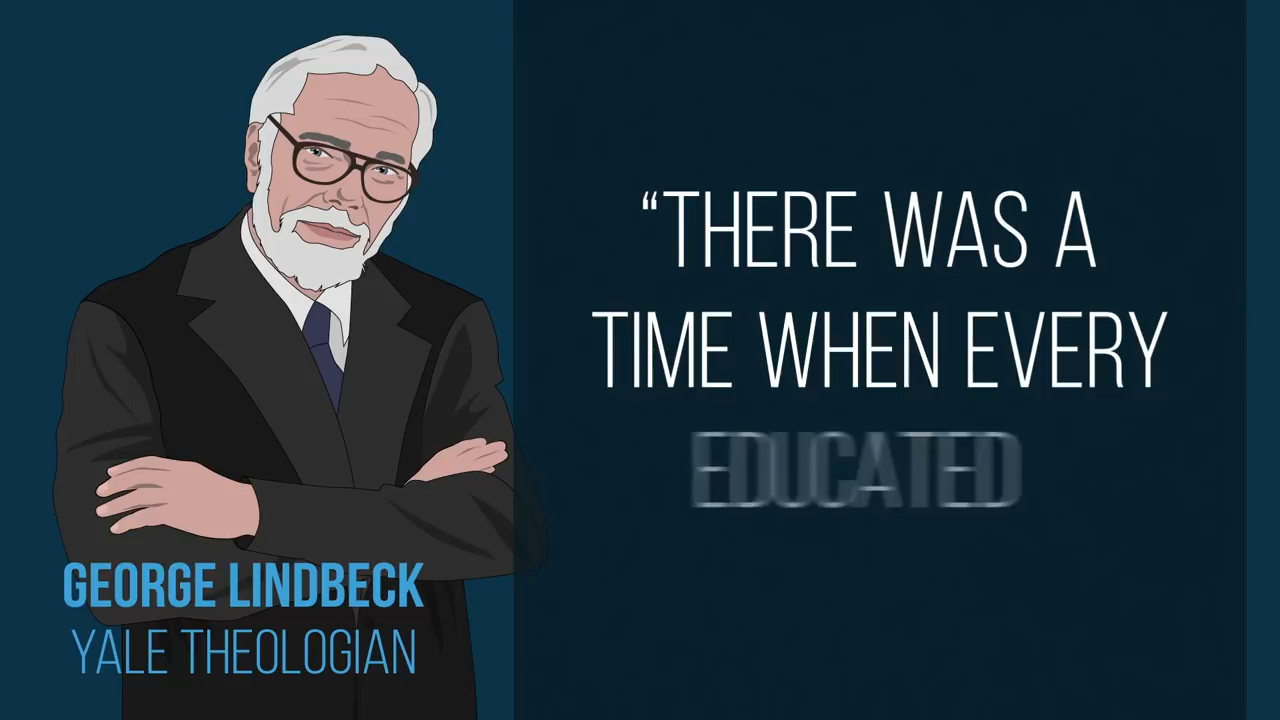 “THERE WAS A
TIME WHEN EVERY
EDUCATED
GEORGE LINDBECK
YALE THEOLOGIAN